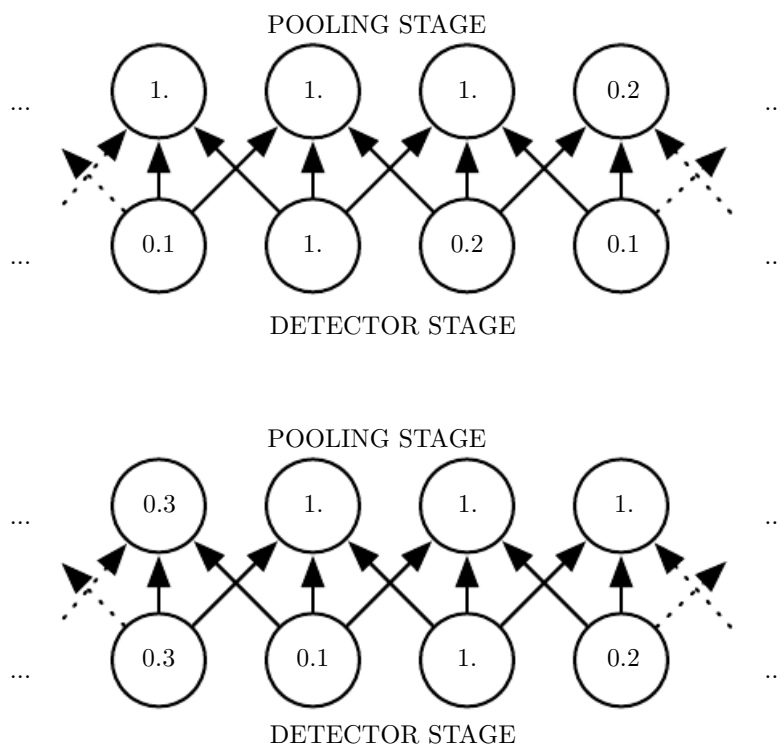 POOLING STAGE
... 1. 1. 1. 0.2 ..
... 0.1 1. 0.2 0.1 ..
DETECTOR STAGE
POOLING STAGE
... 0.3 1. 1. 1. ..
... 0.3 0.1 1. 0.2 ..
DETECTOR STAGE